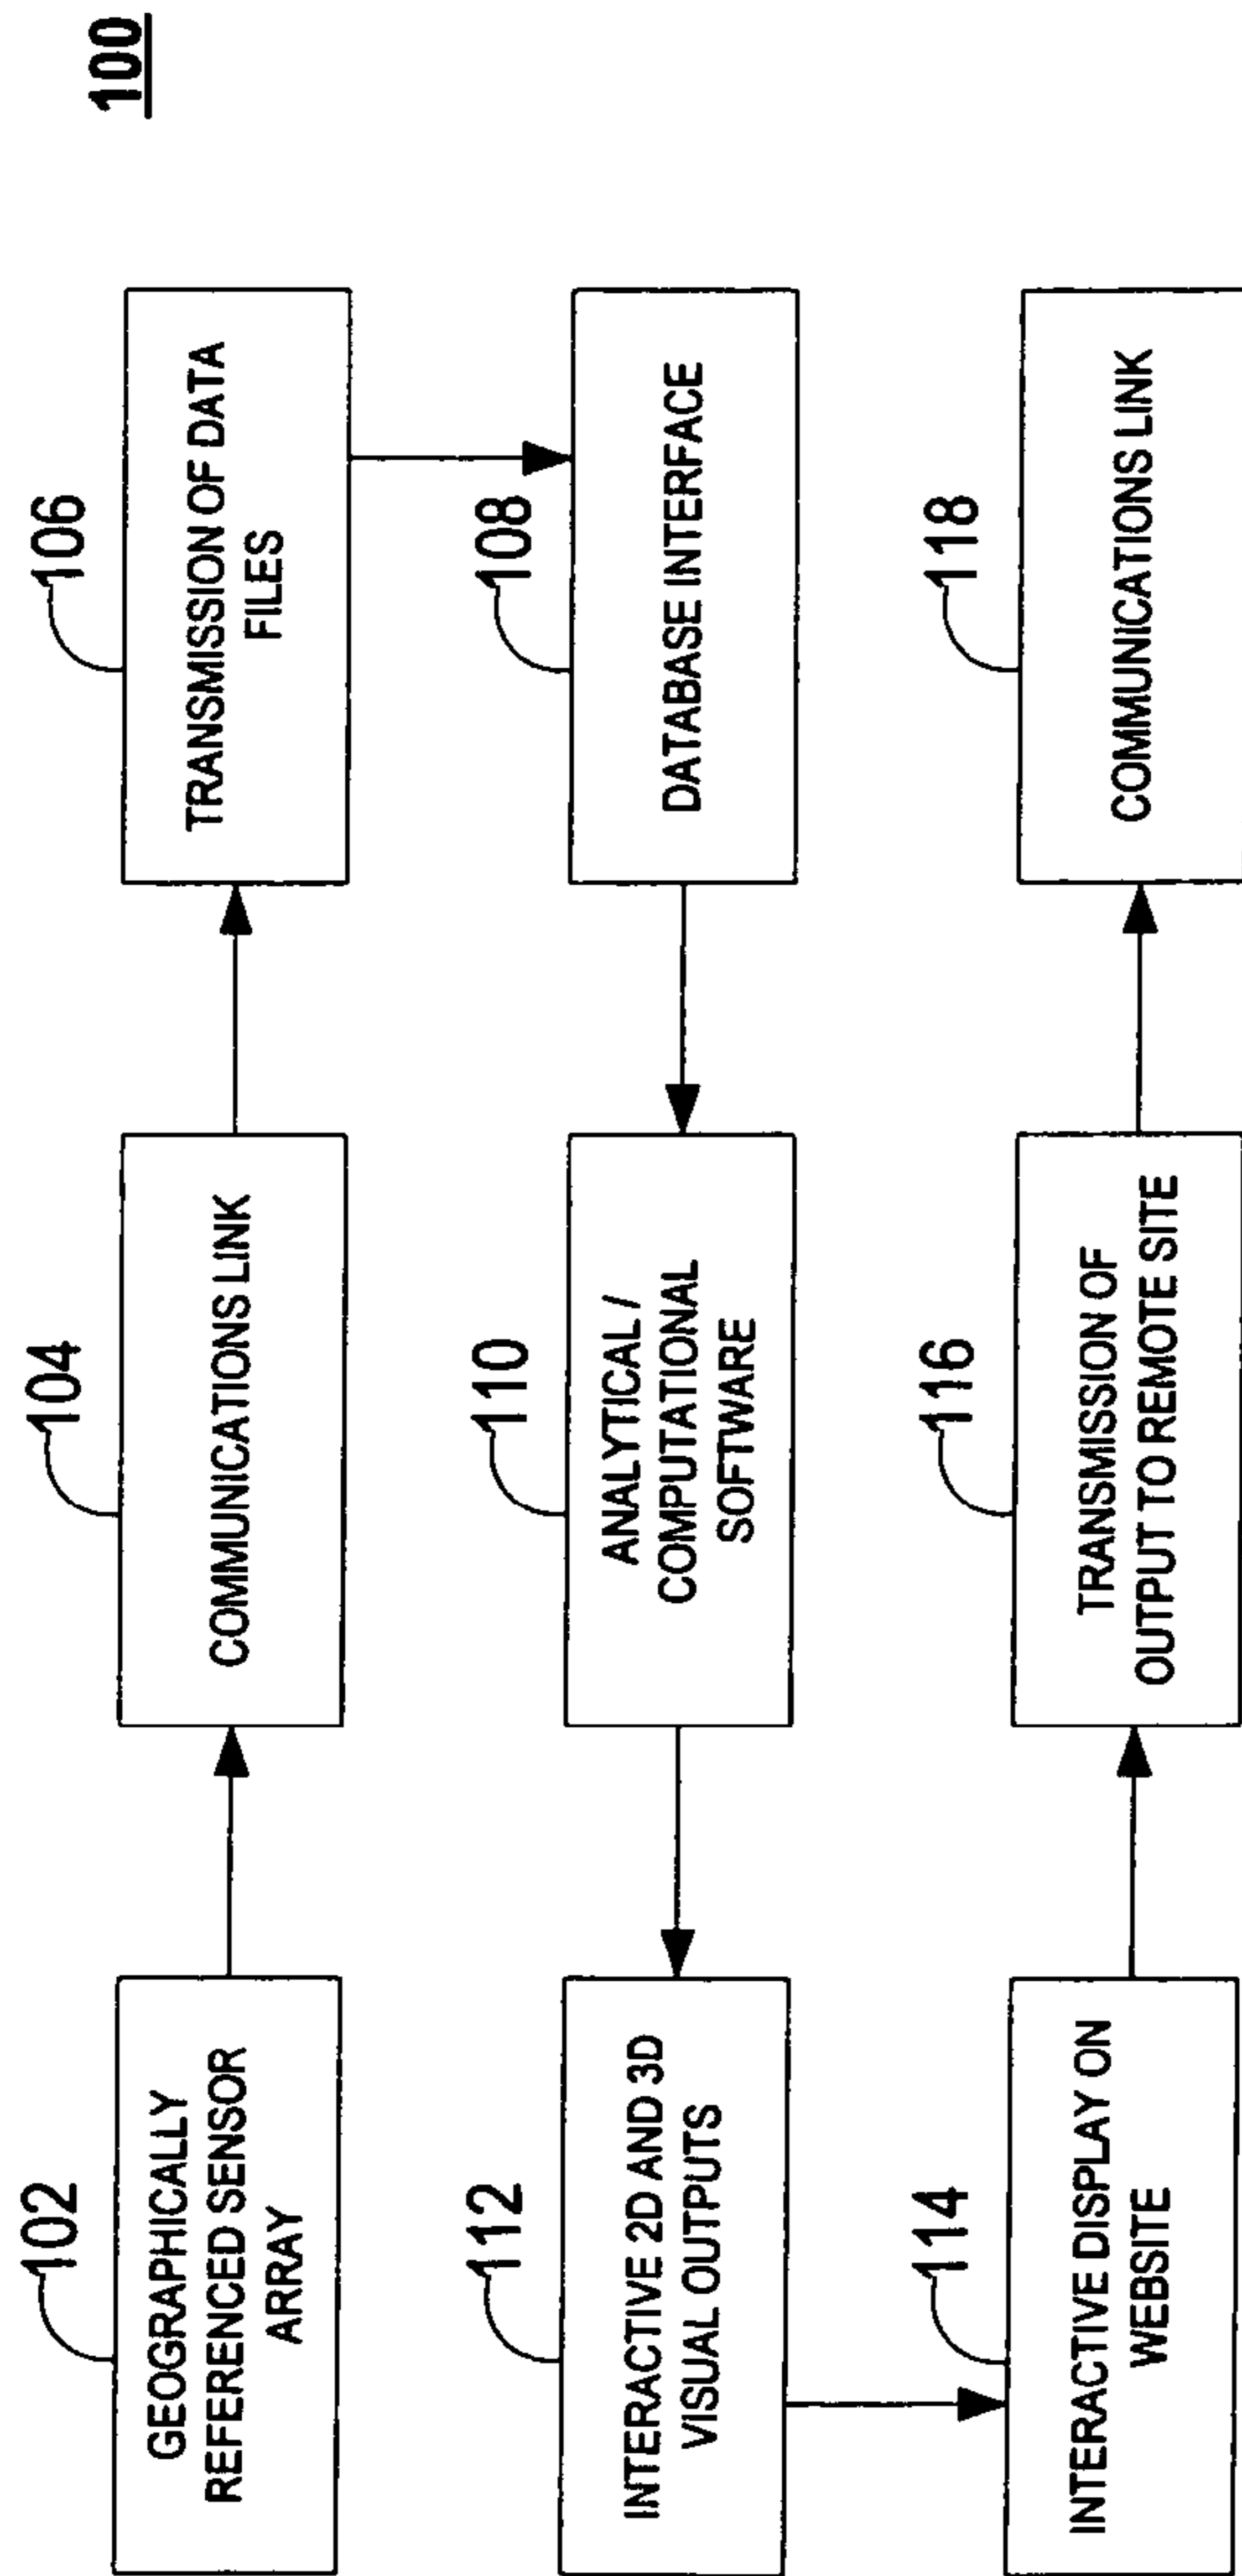 100
102
GEOGRAPHICALLY
REFERENCED SENSOR
ARRAY
104
COMMUNICATIONS LINK
106
TRANSMISSION OF DATA
FILES
108
DATABASE INTERFACE
110
ANALYTICAL /
COMPUTATIONAL
SOFTWARE
112
INTERACTIVE 2D AND 3D
VISUAL OUTPUTS
114
INTERACTIVE DISPLAY ON
WEBSITE
116
TRANSMISSION OF
OUTPUT TO REMOTE SITE
118
COMMUNICATIONS LINK